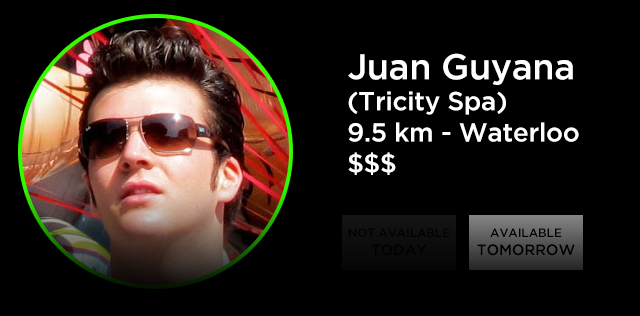 Juan Guyana
(Tricity Spa)
9.5 km - Waterloo
$$$
NOT AVAILABLE
TODAY
AVAILABLE
TOMORROW